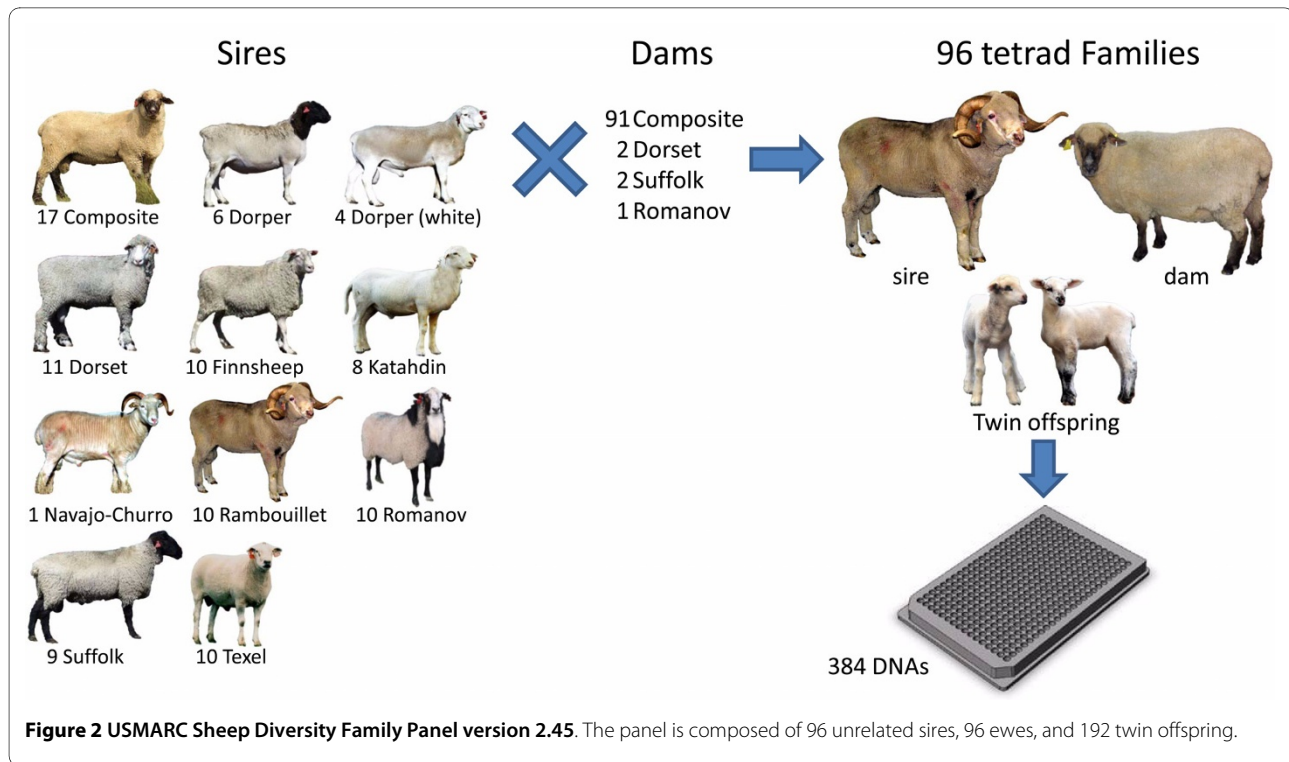 Sires
Dams
96 tetrad Families
17 Composite
6 Dorper
4 Dorper (white)
11 Dorset
10 Finnsheep
8 Katahdin
1 Navajo-Churro
10 Rambouillet
10 Romanov
9 Suffolk
10 Texel
91 Composite
2 Dorset
2 Suffolk
1 Romanov
sire
dam
Twin offspring
384 DNAs
Figure 2 USMARC Sheep Diversity Family Panel version 2.45. The panel is composed of 96 unrelated sires, 96 ewes, and 192 twin offspring.